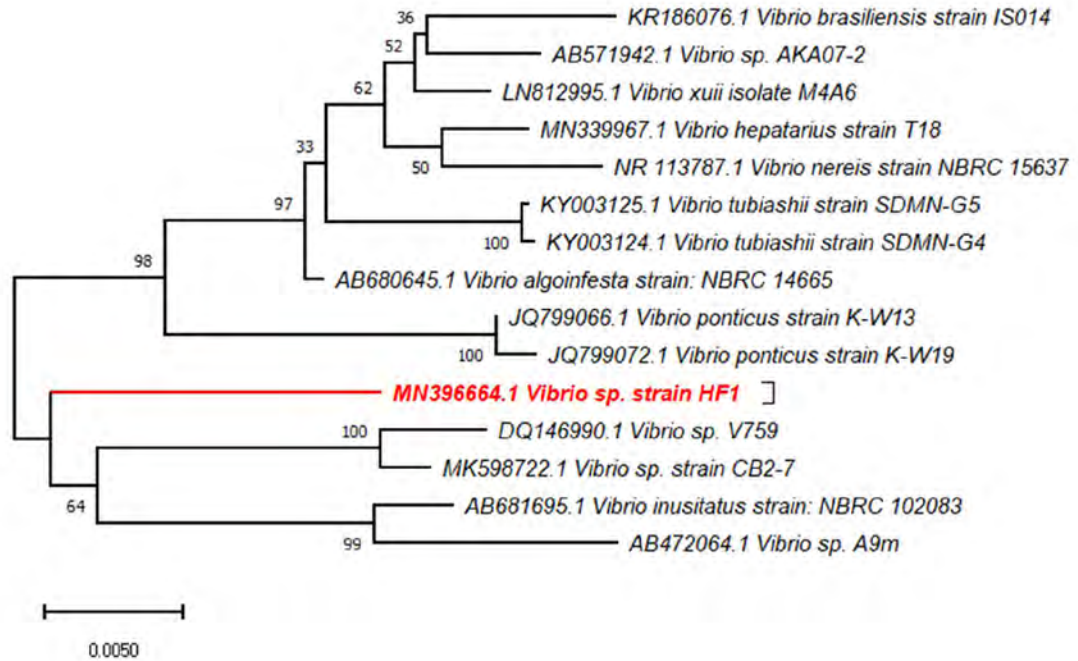 36
KR186076.1 Vibrio brasiliensis strain IS014
52
AB571942.1 Vibrio sp. AKA07-2
62
LN812995.1 Vibrio xuii isolate M4A6
MN339967.1 Vibrio hepatarius strain T18
33
50
NR 113787.1 Vibrio nereis strain NBRC 15637
97
KY003125.1 Vibrio tubiashii strain SDMN-G5
100
KY003124.1 Vibrio tubiashii strain SDMN-G4
98
AB680645.1 Vibrio algoinfesta strain: NBRC 14665
JQ799066.1 Vibrio ponticus strain K-W13
100
JQ799072.1 Vibrio ponticus strain K-W19
MN396664.1 Vibrio sp. strain HF1
100
DQ146990.1 Vibrio sp. V759
MK598722.1 Vibrio sp. strain CB2-7
64
AB681695.1 Vibrio inusitatus strain: NBRC 102083
99
AB472064.1 Vibrio sp. A9m
0.0050